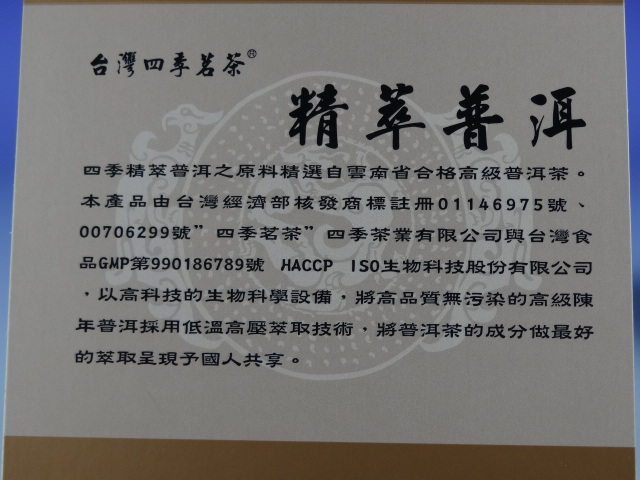 台灣四季茗茶®
精萃普洱
四季精萃普洱之原料精選自雲南省合格高級普洱茶。
本產品由台灣經濟部核發商標註冊01146975號、
00706299號”四季茗茶”四季茶業有限公司與台灣食
品GMP第990186789號 HACCP ISO生物科技股份有限公司
，以高科技的生物科學設備，將高品質無污染的高級陳
年普洱採用低溫高壓萃取技術，將普洱茶的成分做最好
的萃取呈現予國人共享。